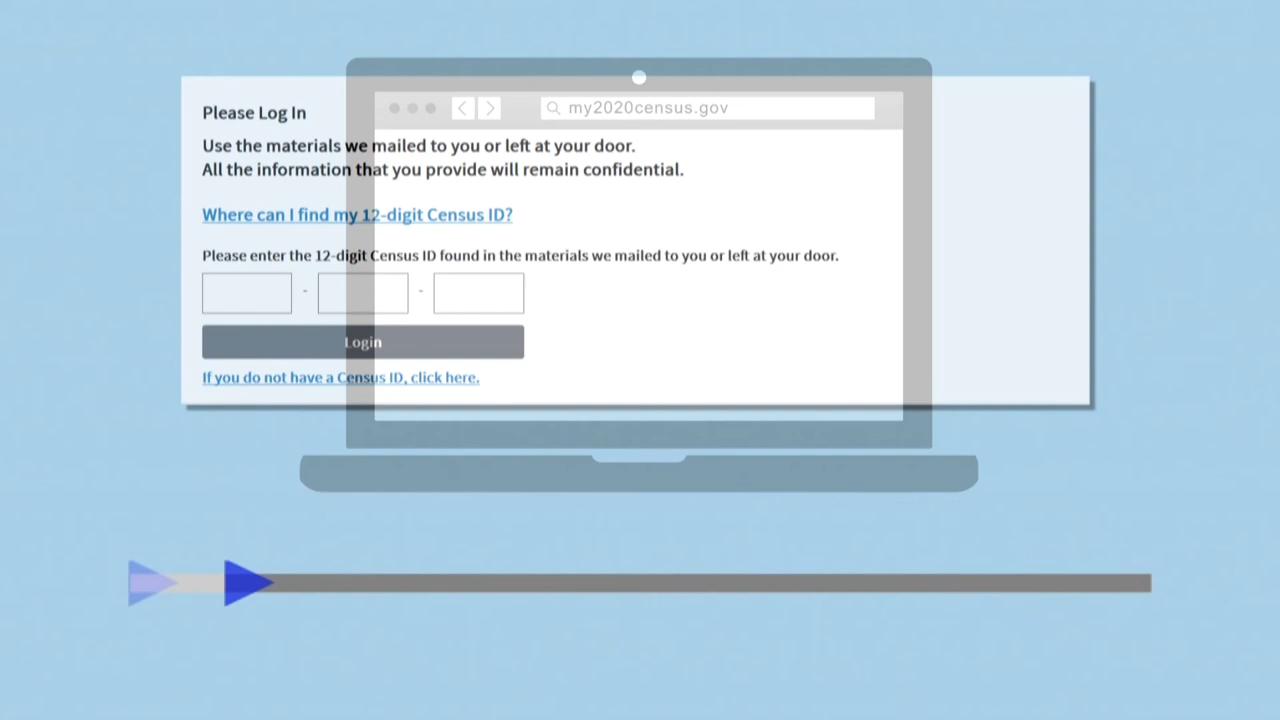 my2020census.gov
Please Log In
Use the materials we mailed to you or left at your door.
All the information that you provide will remain confidential.
Where can I find my 12-digit Census ID?
Please enter the 12-digit Census ID found in the materials we mailed to you or left at your door.
- -
Login
If you do not have a Census ID, click here.